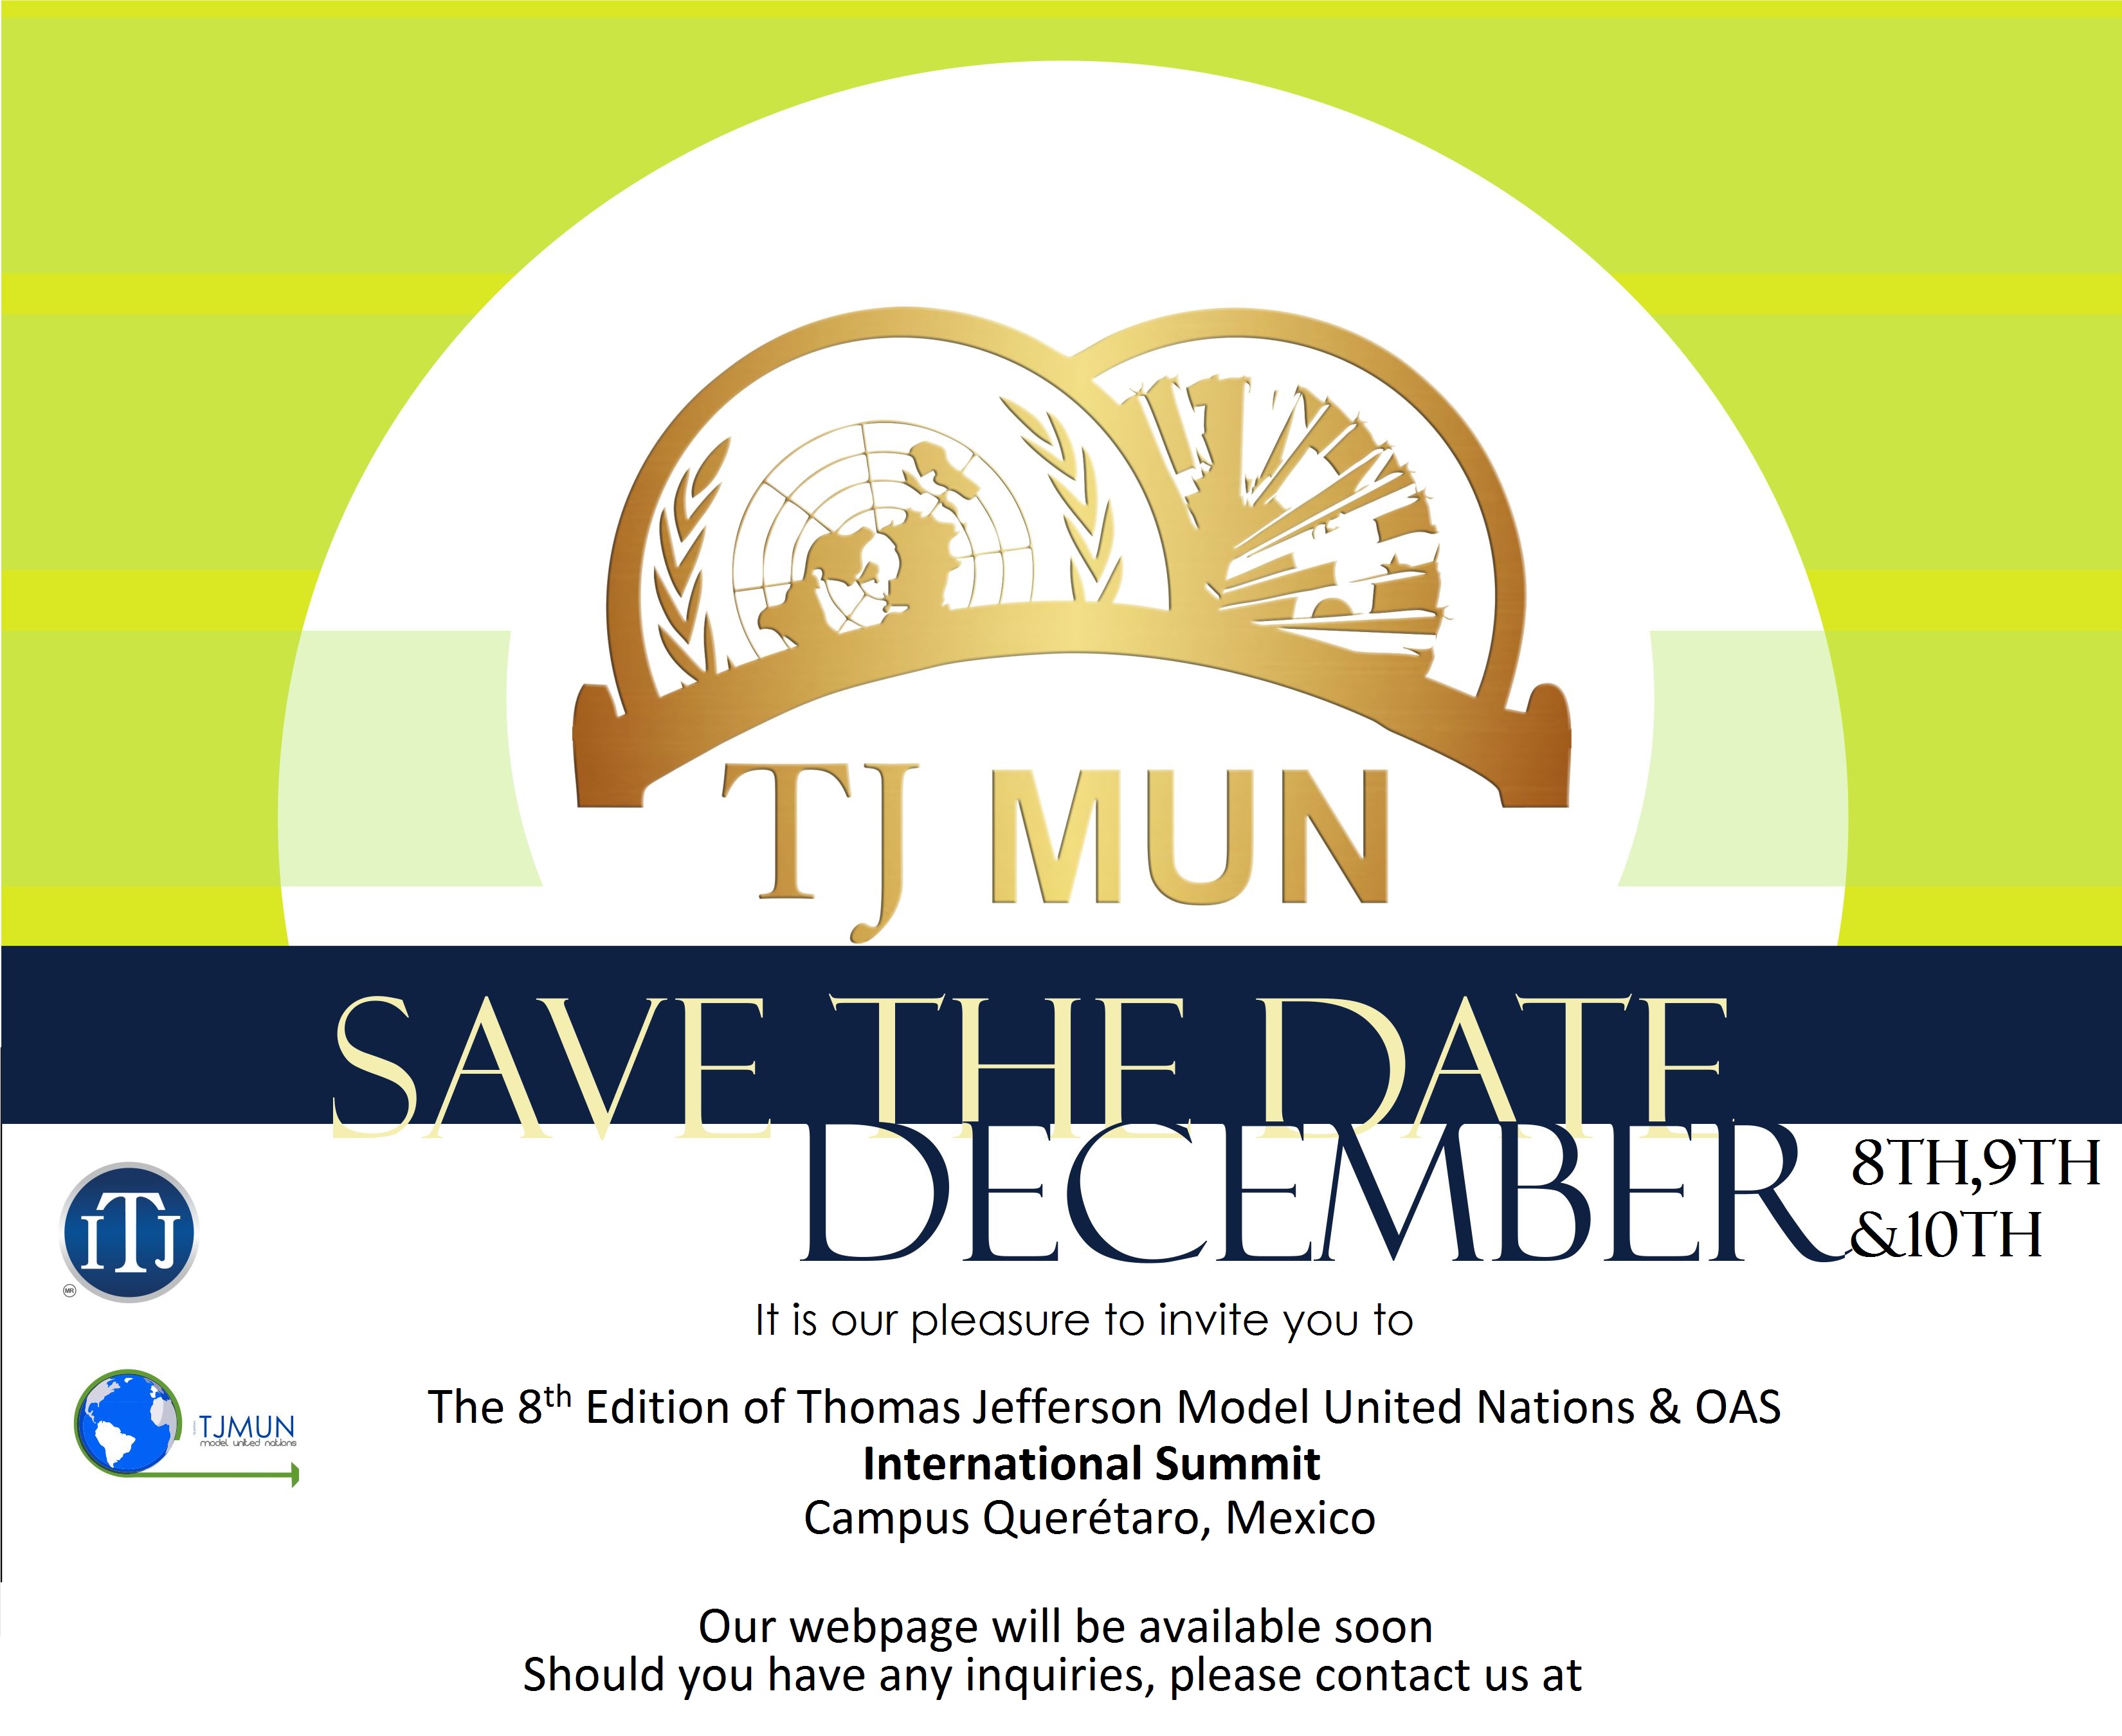 TJ MUN
SAVE THE DATE
DECEMBER
8TH,9TH
&10TH
ITJ
MR
It is our pleasure to invite you to
TJMUN
model united nations
The 8th Edition of Thomas Jefferson Model United Nations & OAS
International Summit
Campus Querétaro, Mexico
Our webpage will be available soon
Should you have any inquiries, please contact us at